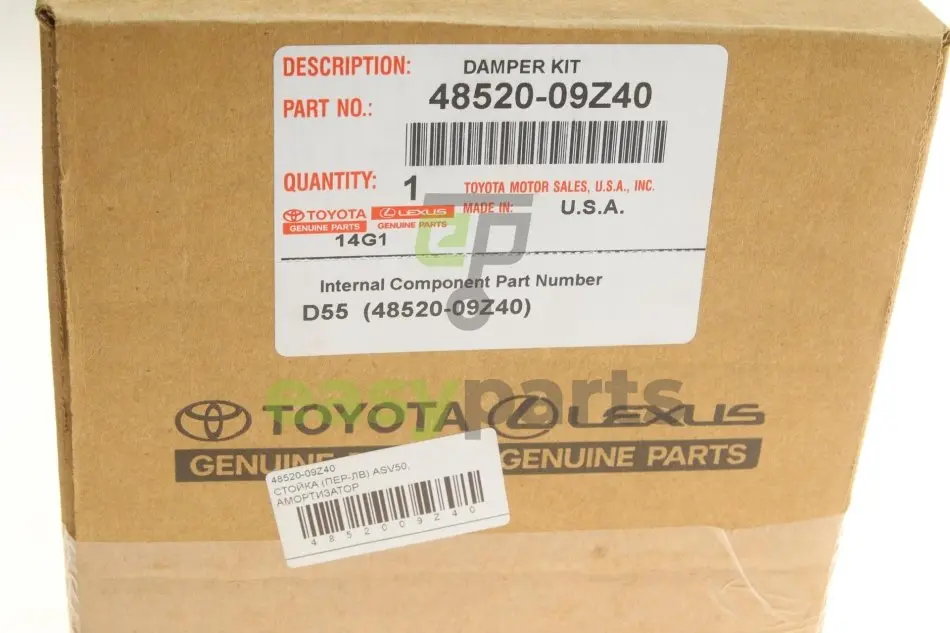 DESCRIPTION: DAMPER KIT
PART NO.: 48520-09Z40
QUANTITY: 1
TOYOTA MOTOR SALES, U.S.A., INC.
MADE IN: U.S.A.
TOYOTA LEXUS
GENUINE PARTS GENUINE PARTS
14G1
Internal Component Part Number
D55 (48520-09Z40)
easyparts
TOYOTA LEXUS
GENUINE PARTS GENUINE PARTS
48520-09Z40
СТОЙКА (ПЕР-ЛВ) ASV50,
АМОРТИЗАТОР
4852009Z40